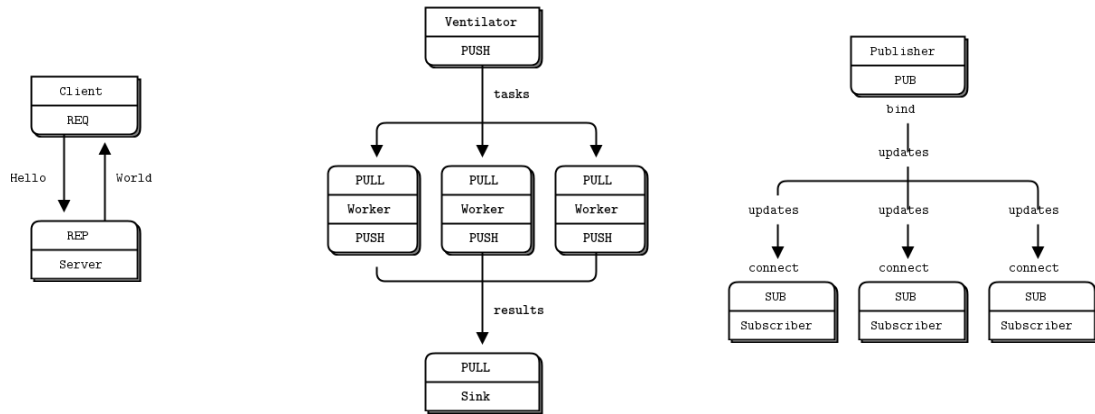 Client
REQ
Hello
World
REP
Server
Ventilator
PUSH
tasks
PULL
Worker
PUSH
PULL
Worker
PUSH
PULL
Worker
PUSH
results
PULL
Sink
Publisher
PUB
bind
updates
updates
updates
updates
connect
connect
connect
SUB
Subscriber
SUB
Subscriber
SUB
Subscriber